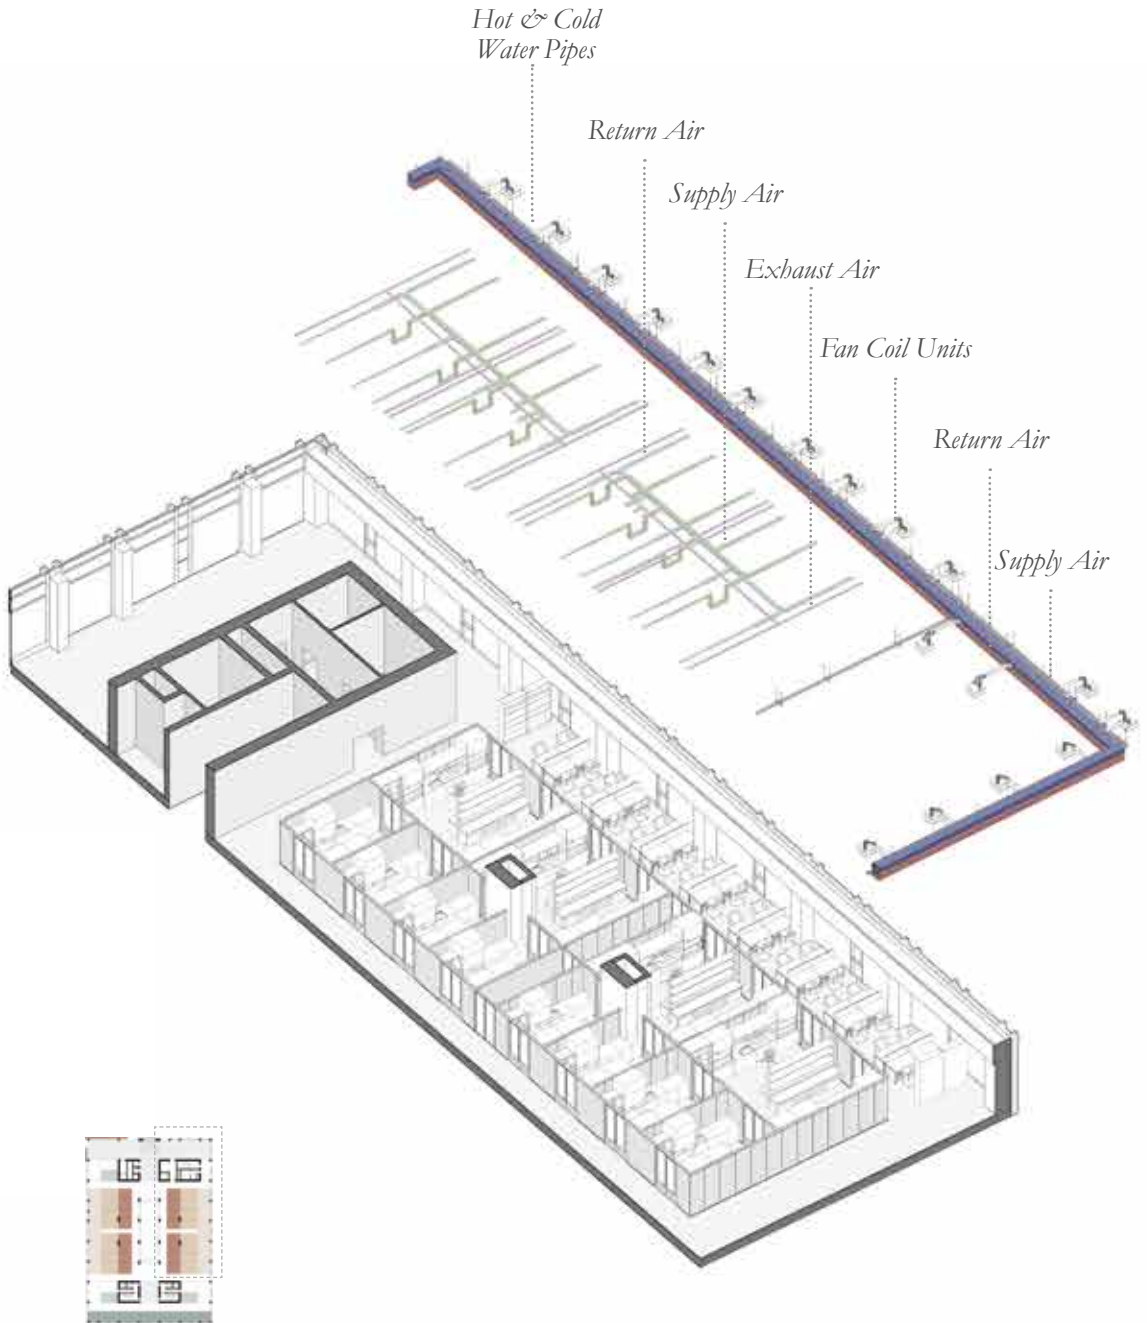 Hot & Cold
Water Pipes
Return Air
Supply Air
Exhaust Air
Fan Coil Units
Return Air
Supply Air